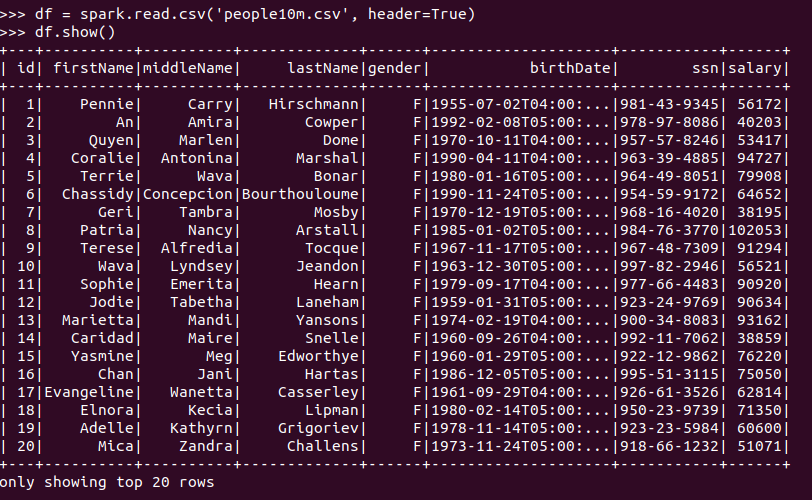 >>> df = spark.read.csv('people10m.csv', header=True)
>>> df.show()
+---+----------+----------+------------+------+--------------------+-----------+------+
| id| firstName|middleName|    lastName|gender|           birthDate|        ssn|salary|
+---+----------+----------+------------+------+--------------------+-----------+------+
|  1|    Pennie|     Carry|  Hirschmann|     F|1955-07-02T04:00:...|981-43-9345| 56172|
|  2|        An|     Amira|      Cowper|     F|1992-02-08T05:00:...|978-97-8086| 40203|
|  3|     Quyen|    Marlen|        Dome|     F|1970-10-11T04:00:...|957-57-8246| 53417|
|  4|   Coralie|  Antonina|     Marshal|     F|1990-04-11T04:00:...|963-39-4885| 94727|
|  5|    Terrie|      Wava|       Bonar|     F|1980-01-16T05:00:...|964-49-8051| 79908|
|  6|  Chassidy|Concepcion|Bourthouloume|     F|1990-11-24T05:00:...|954-59-9172| 64652|
|  7|      Geri|    Tambra|       Mosby|     F|1970-12-19T05:00:...|968-16-4020| 38195|
|  8|    Patria|     Nancy|     Arstall|     F|1985-01-02T05:00:...|984-76-3770|102053|
|  9|    Terese|  Alfredia|      Tocque|     F|1967-11-17T05:00:...|967-48-7309| 91294|
| 10|      Wava|   Lyndsey|     Jeandon|     F|1963-12-30T05:00:...|997-82-2946| 56521|
| 11|    Sophie|   Emerita|       Hearn|     F|1979-09-17T04:00:...|977-66-4483| 90920|
| 12|     Jodie|   Tabetha|     Laneham|     F|1959-01-31T05:00:...|923-24-9769| 90634|
| 13|  Marietta|     Mandi|     Yansons|     F|1974-02-19T04:00:...|900-34-8083| 93162|
| 14|   Caridad|     Maire|      Snelle|     F|1960-09-26T04:00:...|992-11-7062| 38859|
| 15|   Yasmine|       Meg|   Edworthye|     F|1960-01-29T05:00:...|922-12-9862| 76220|
| 16|      Chan|      Jani|      Hartas|     F|1986-12-05T05:00:...|995-51-3115| 75050|
| 17|Evangeline|   Wanetta|   Casserley|     F|1961-09-29T04:00:...|926-61-3526| 62814|
| 18|    Elnora|     Kecia|      Lipman|     F|1980-02-14T05:00:...|950-23-9739| 71350|
| 19|    Adelle|   Kathyrn|   Grigoriev|     F|1978-11-14T05:00:...|923-23-5984| 60600|
| 20|      Mica|    Zandra|    Challens|     F|1973-11-24T05:00:...|918-66-1232| 51071|
+---+----------+----------+------------+------+--------------------+-----------+------+
only showing top 20 rows